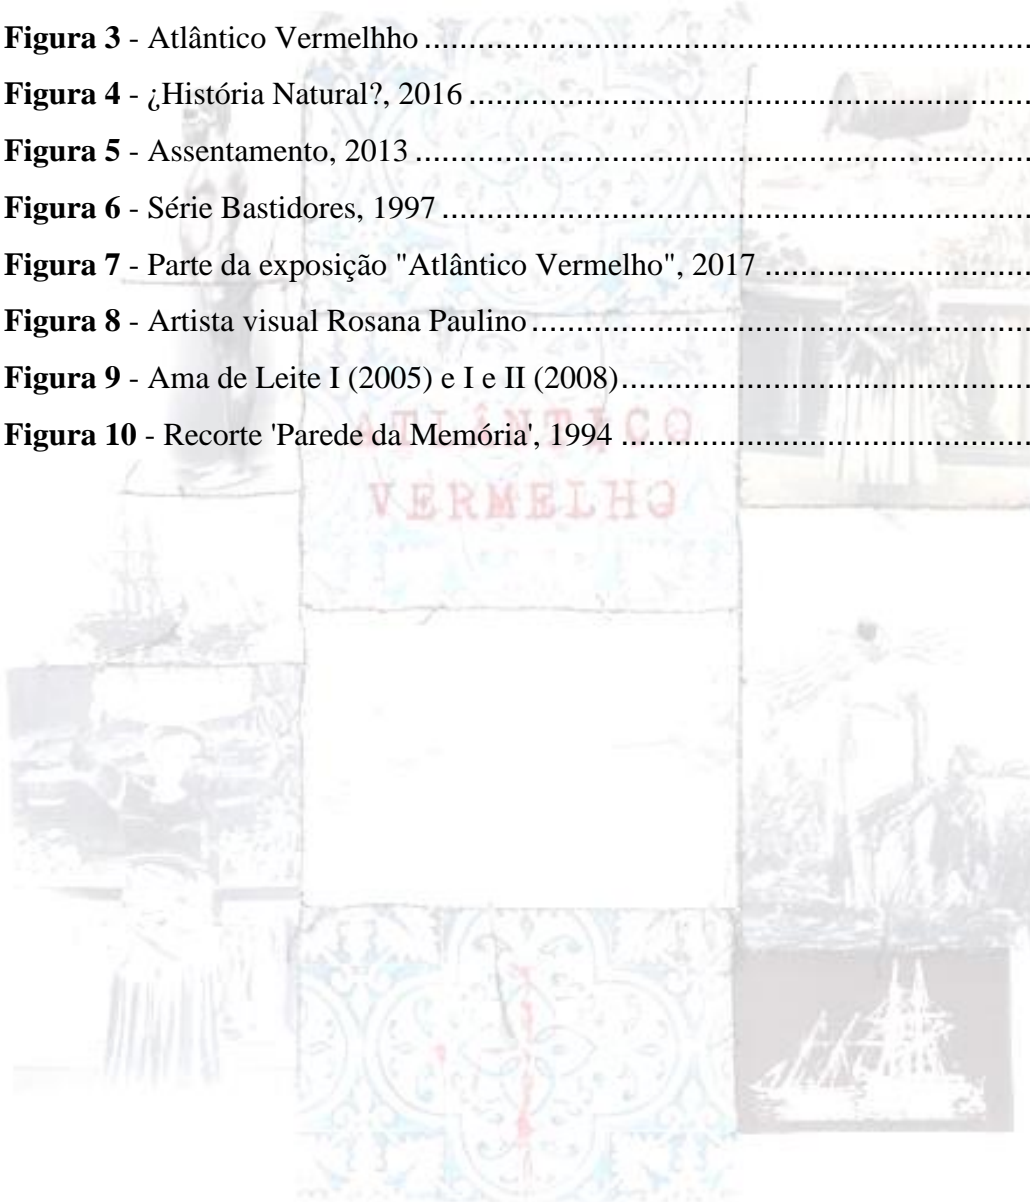 Figura 3 - Atlântico Vermelhho ........................................................................
Figura 4 - ¿História Natural?, 2016 ...................................................................
Figura 5 - Assentamento, 2013 ..........................................................................
Figura 6 - Série Bastidores, 1997 .......................................................................
Figura 7 - Parte da exposição "Atlântico Vermelho", 2017 ................................
Figura 8 - Artista visual Rosana Paulino ............................................................
Figura 9 - Ama de Leite I (2005) e I e II (2008) .................................................
Figura 10 - Recorte 'Parede da Memória', 1994 .................................................
ATLÂNTICO
VERMELHO